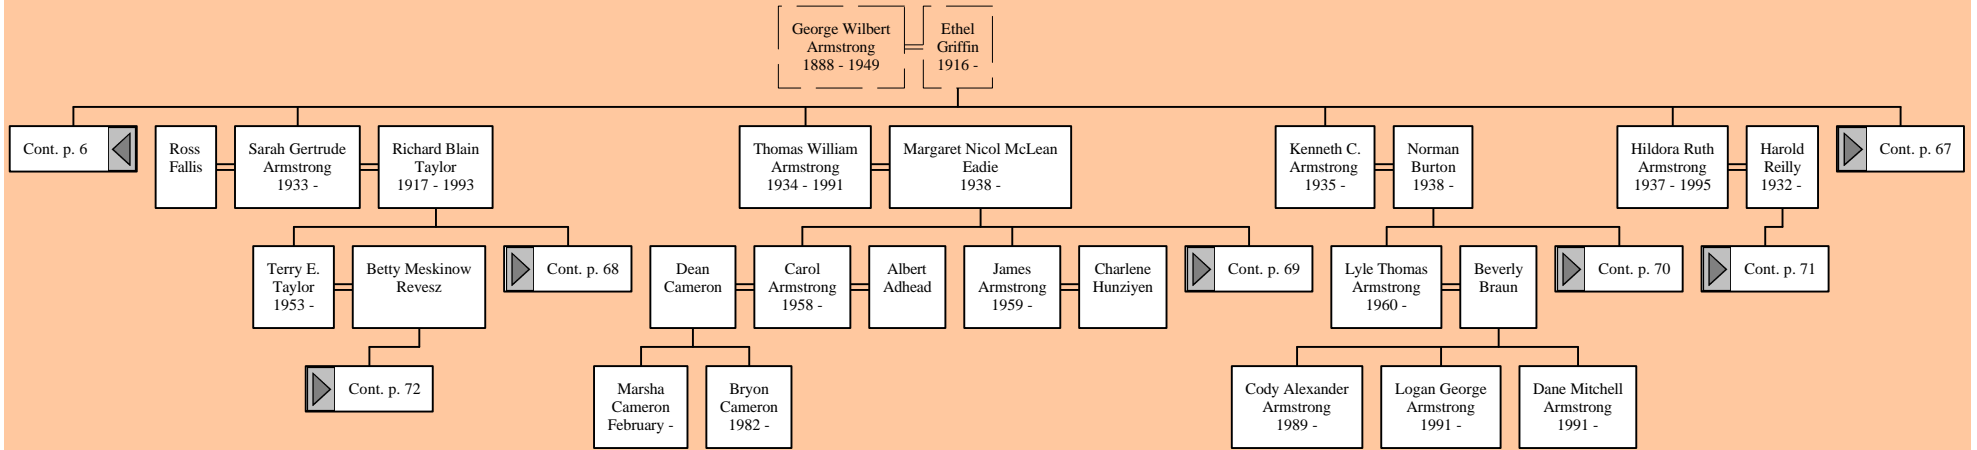 George Wilbert
Armstrong
1888 - 1949
Ethel
Griffin
1916 -
Cont. p. 6
Ross
Fallis
Sarah Gertrude
Armstrong
1933 -
Richard Blain
Taylor
1917 - 1993
Thomas William
Armstrong
1934 - 1991
Margaret Nicol McLean
Eadie
1938 -
Kenneth C.
Armstrong
1935 -
Norman
Burton
1938 -
Hildora Ruth
Armstrong
1937 - 1995
Harold
Reilly
1932 -
Cont. p. 67
Terry E.
Taylor
1953 -
Betty Meskinow
Revesz
Cont. p. 68
Dean
Cameron
Carol
Armstrong
1958 -
Albert
Adhead
James
Armstrong
1959 -
Charlene
Hunziyen
Cont. p. 69
Lyle Thomas
Armstrong
1960 -
Beverly
Braun
Cont. p. 70
Cont. p. 71
Cont. p. 72
Marsha
Cameron
February -
Bryon
Cameron
1982 -
Cody Alexander
Armstrong
1989 -
Logan George
Armstrong
1991 -
Dane Mitchell
Armstrong
1991 -